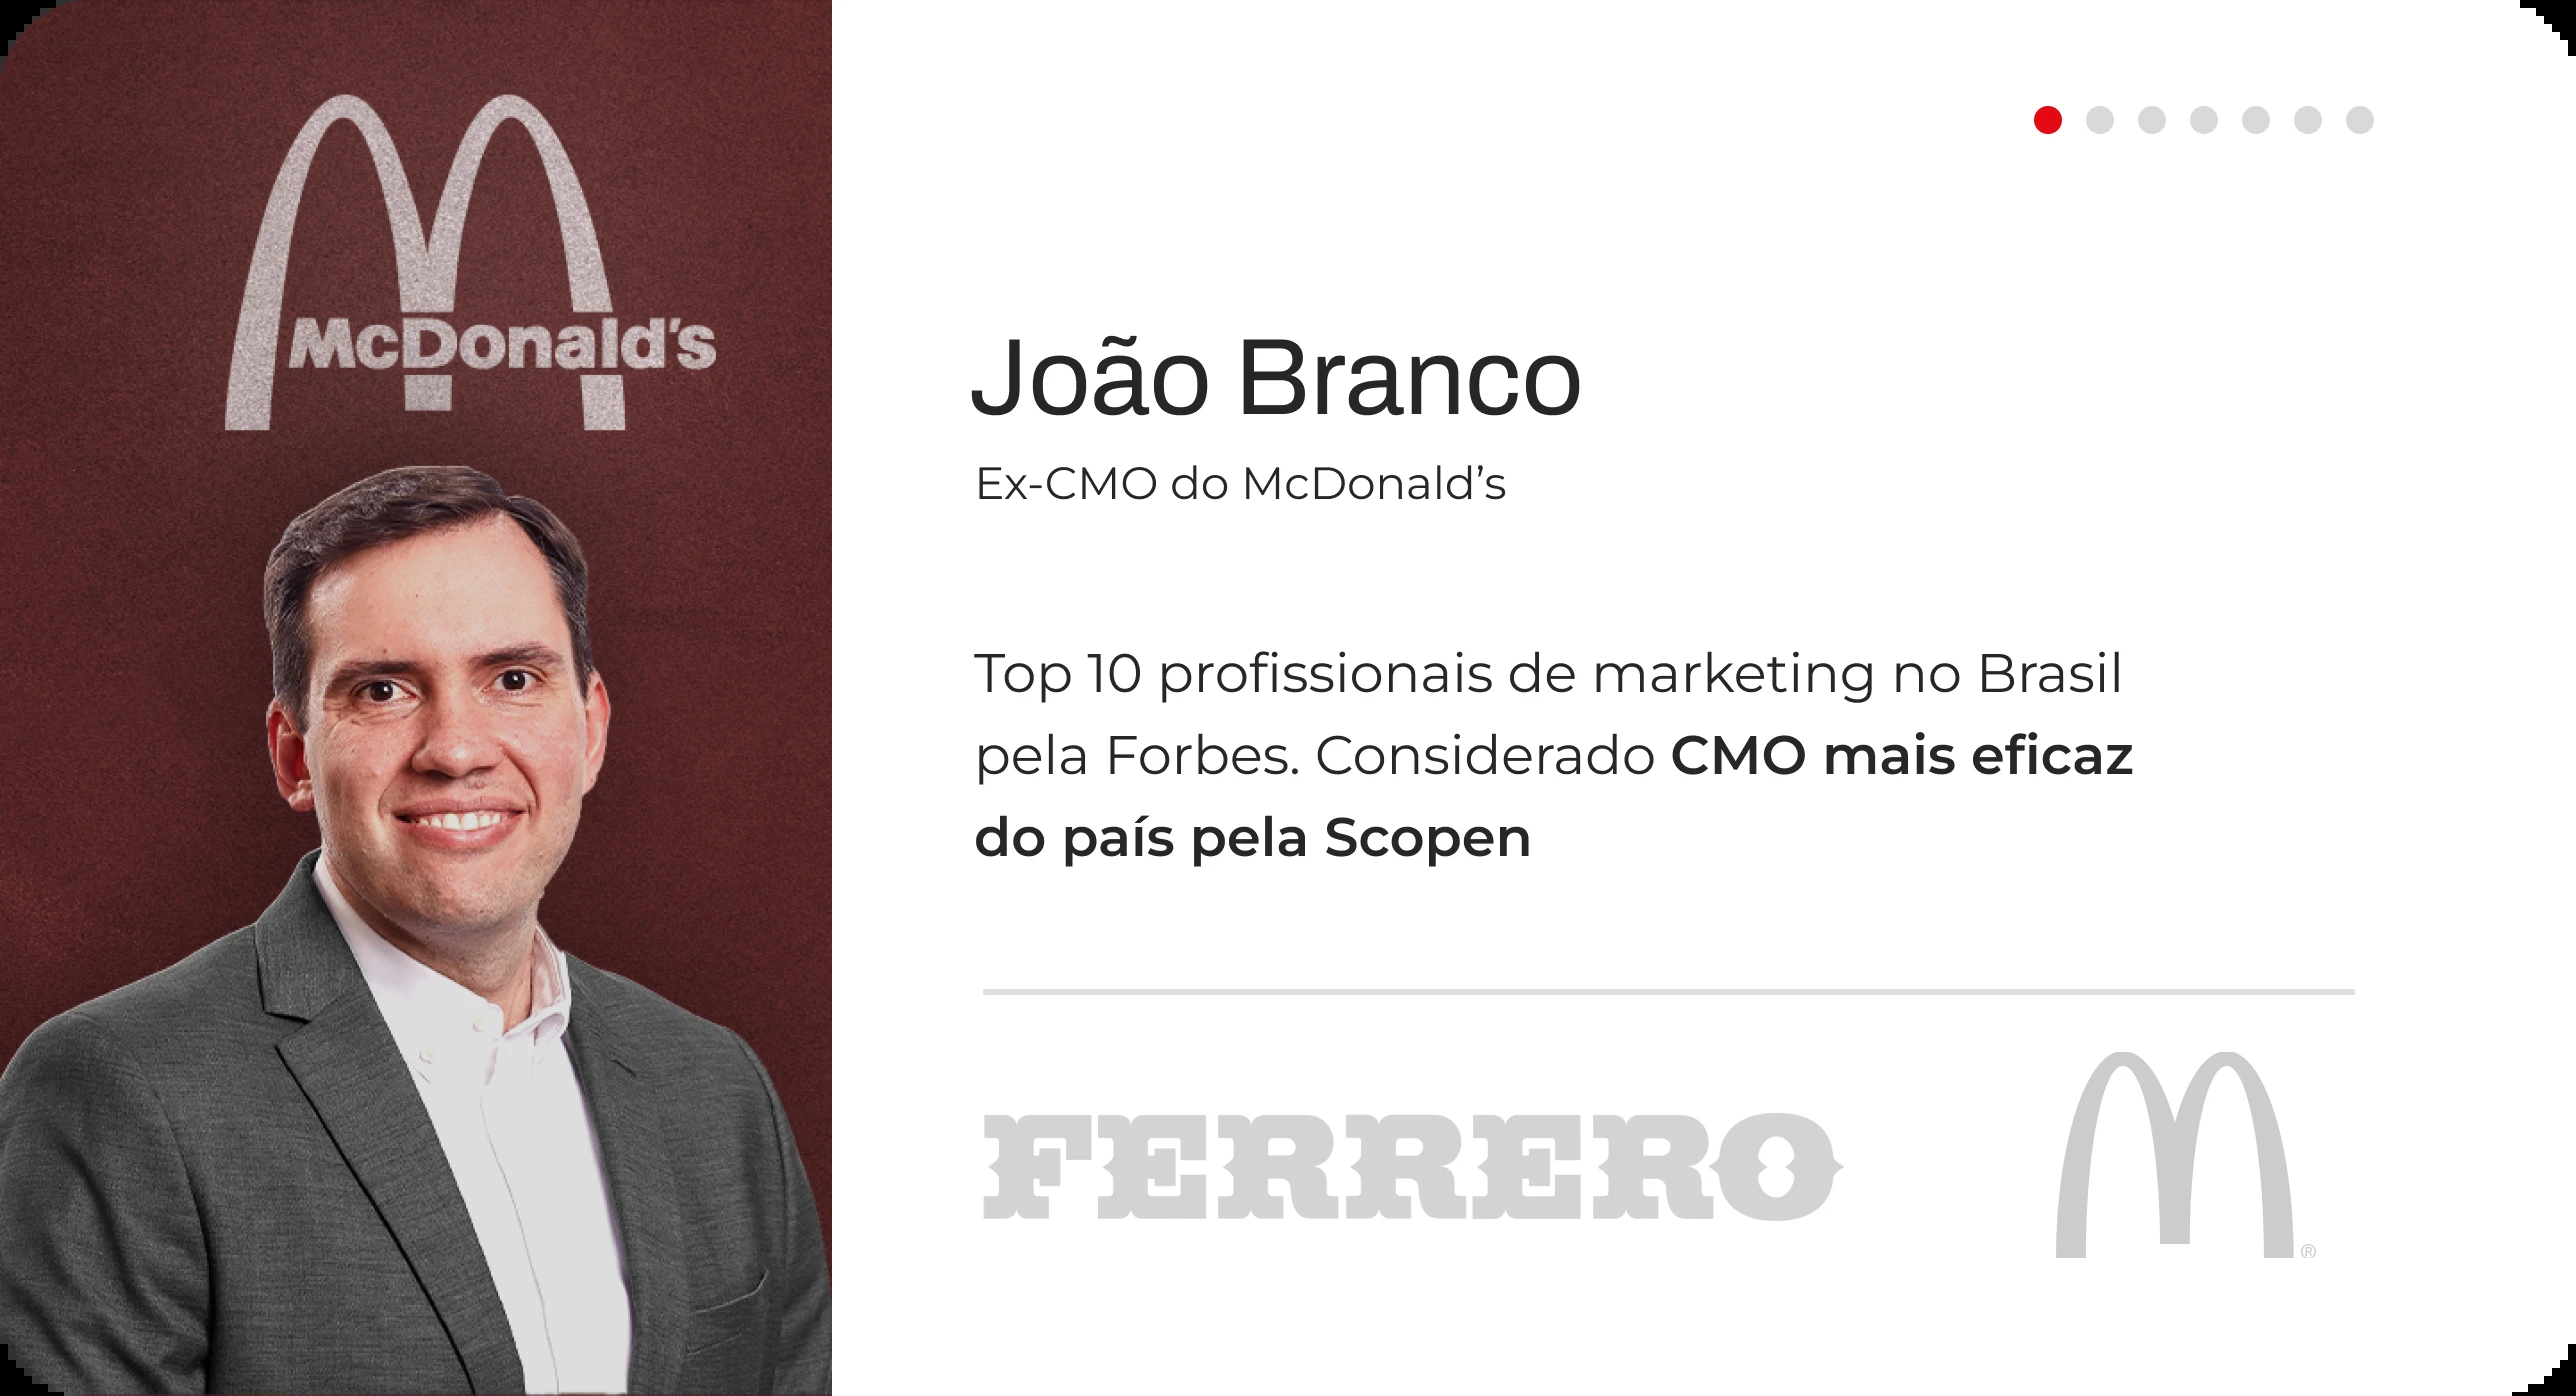 McDonald's
João Branco
Ex-CMO do McDonald’s
Top 10 profissionais de marketing no Brasil
pela Forbes. Considerado CMO mais eficaz
do país pela Scopen
FERRERO
M ®